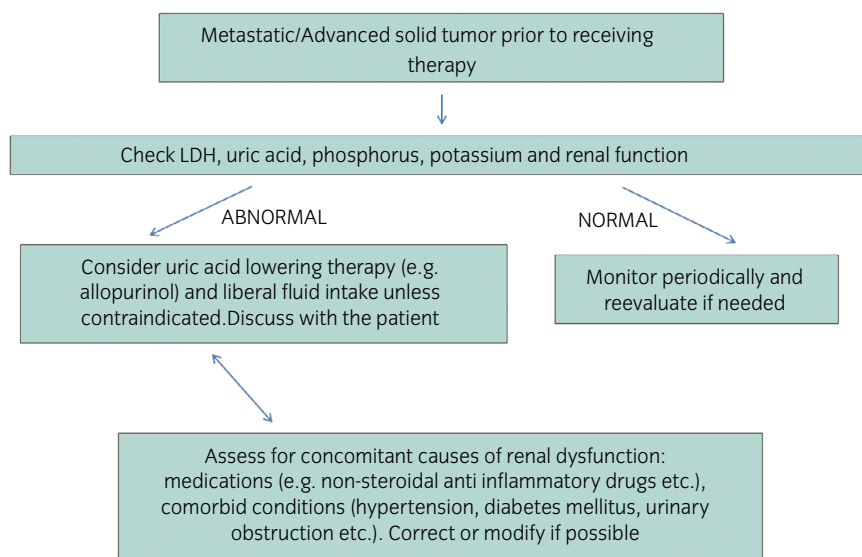 Metastatic/Advanced solid tumor prior to receiving
therapy
Check LDH, uric acid, phosphorus, potassium and renal function
ABNORMAL
NORMAL
Consider uric acid lowering therapy (e.g.
allopurinol) and liberal fluid intake unless
contraindicated.Discuss with the patient
Monitor periodically and
reevaluate if needed
Assess for concomitant causes of renal dysfunction:
medications (e.g. non-steroidal anti inflammatory drugs etc.),
comorbid conditions (hypertension, diabetes mellitus, urinary
obstruction etc.). Correct or modify if possible